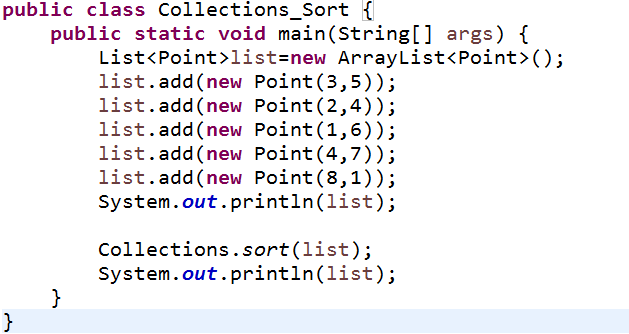 public class Collections_Sort {
    public static void main(String[] args) {
        List<Point>list=new ArrayList<Point>();
        list.add(new Point(3,5));
        list.add(new Point(2,4));
        list.add(new Point(1,6));
        list.add(new Point(4,7));
        list.add(new Point(8,1));
        System.out.println(list);

        Collections.sort(list);
        System.out.println(list);
    }
}